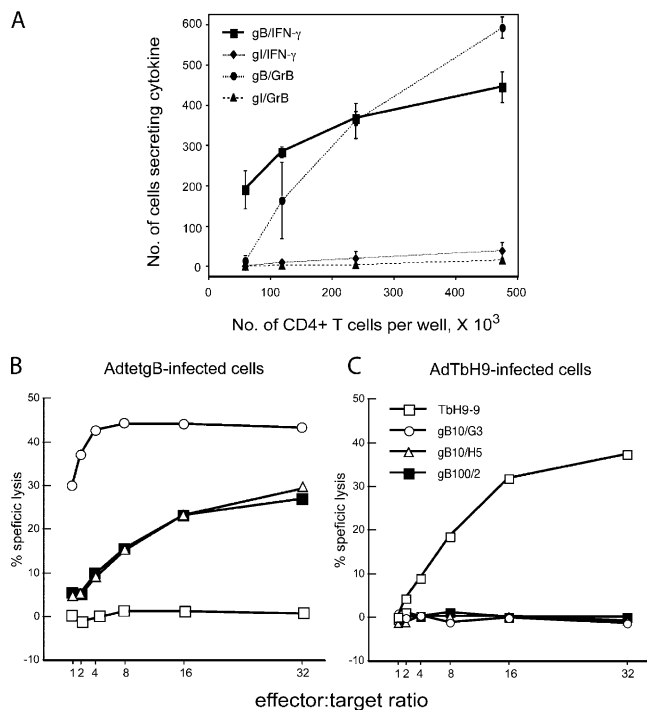 A
No. of cells secreting cytokine
600
500
400
300
200
100
0
gB/IFN-γ
gI/IFN-γ
gB/GrB
gI/GrB
0 100 200 300 400 500
No. of CD4+ T cells per well, X 10³
B
AdtetgB-infected cells
% speficic lysis
50
40
30
20
10
0
-10
1 2 4 8 16 32
C
AdTbH9-infected cells
% speficic lysis
50
40
30
20
10
0
-10
TbH9-9
gB10/G3
gB10/H5
gB100/2
1 2 4 8 16 32
effector:target ratio